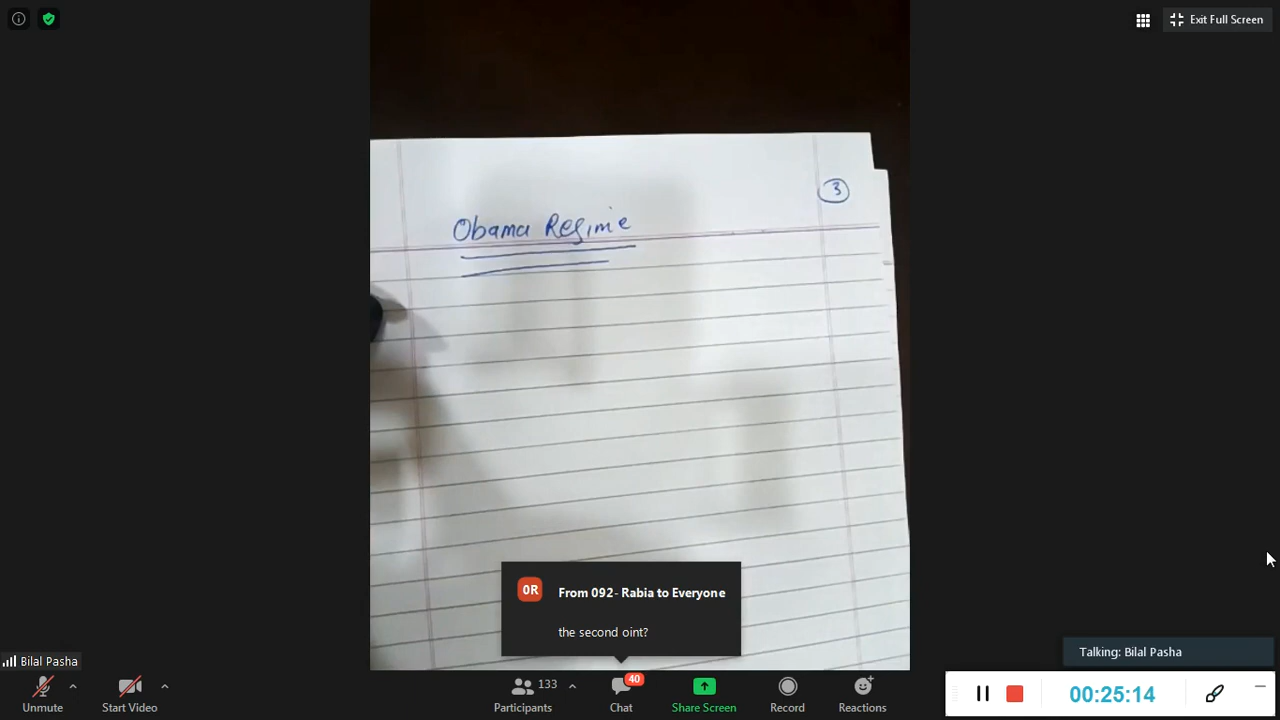 Exit Full Screen
3
Obama Regime
OR
From 092- Rabia to Everyone
the second oint?
Bilal Pasha
Talking: Bilal Pasha
Unmute
Start Video
133
Participants
40
Chat
Share Screen
Record
Reactions
00:25:14